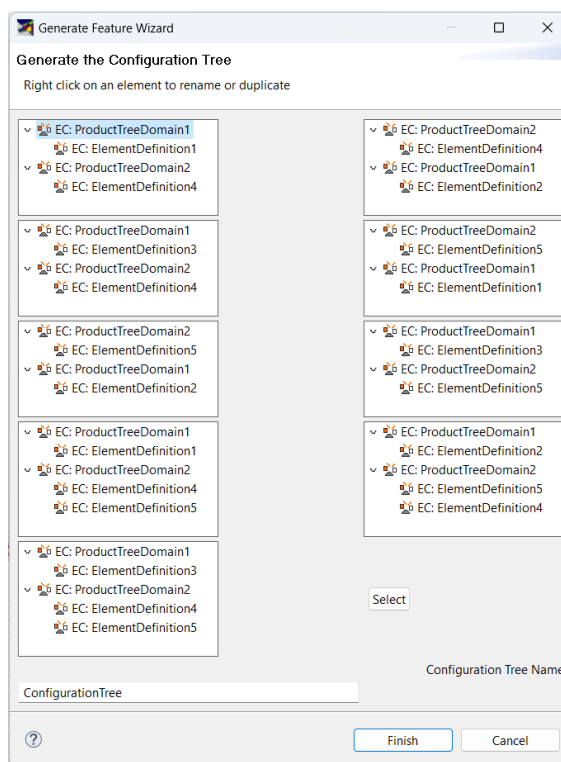 Generate Feature Wizard
Generate the Configuration Tree
Right click on an element to rename or duplicate
EC: ProductTreeDomain1
EC: ElementDefinition1
EC: ProductTreeDomain2
EC: ElementDefinition4
EC: ProductTreeDomain2
EC: ElementDefinition4
EC: ProductTreeDomain1
EC: ElementDefinition2
EC: ProductTreeDomain1
EC: ElementDefinition3
EC: ProductTreeDomain2
EC: ElementDefinition4
EC: ProductTreeDomain2
EC: ElementDefinition5
EC: ProductTreeDomain1
EC: ElementDefinition1
EC: ProductTreeDomain2
EC: ElementDefinition5
EC: ProductTreeDomain1
EC: ElementDefinition2
EC: ProductTreeDomain1
EC: ElementDefinition3
EC: ProductTreeDomain2
EC: ElementDefinition5
EC: ProductTreeDomain1
EC: ElementDefinition1
EC: ProductTreeDomain2
EC: ElementDefinition4
EC: ElementDefinition5
EC: ProductTreeDomain1
EC: ElementDefinition2
EC: ProductTreeDomain2
EC: ElementDefinition5
EC: ElementDefinition4
EC: ProductTreeDomain1
EC: ElementDefinition3
EC: ProductTreeDomain2
EC: ElementDefinition4
EC: ElementDefinition5
Select
Configuration Tree Name
ConfigurationTree
?
Finish
Cancel